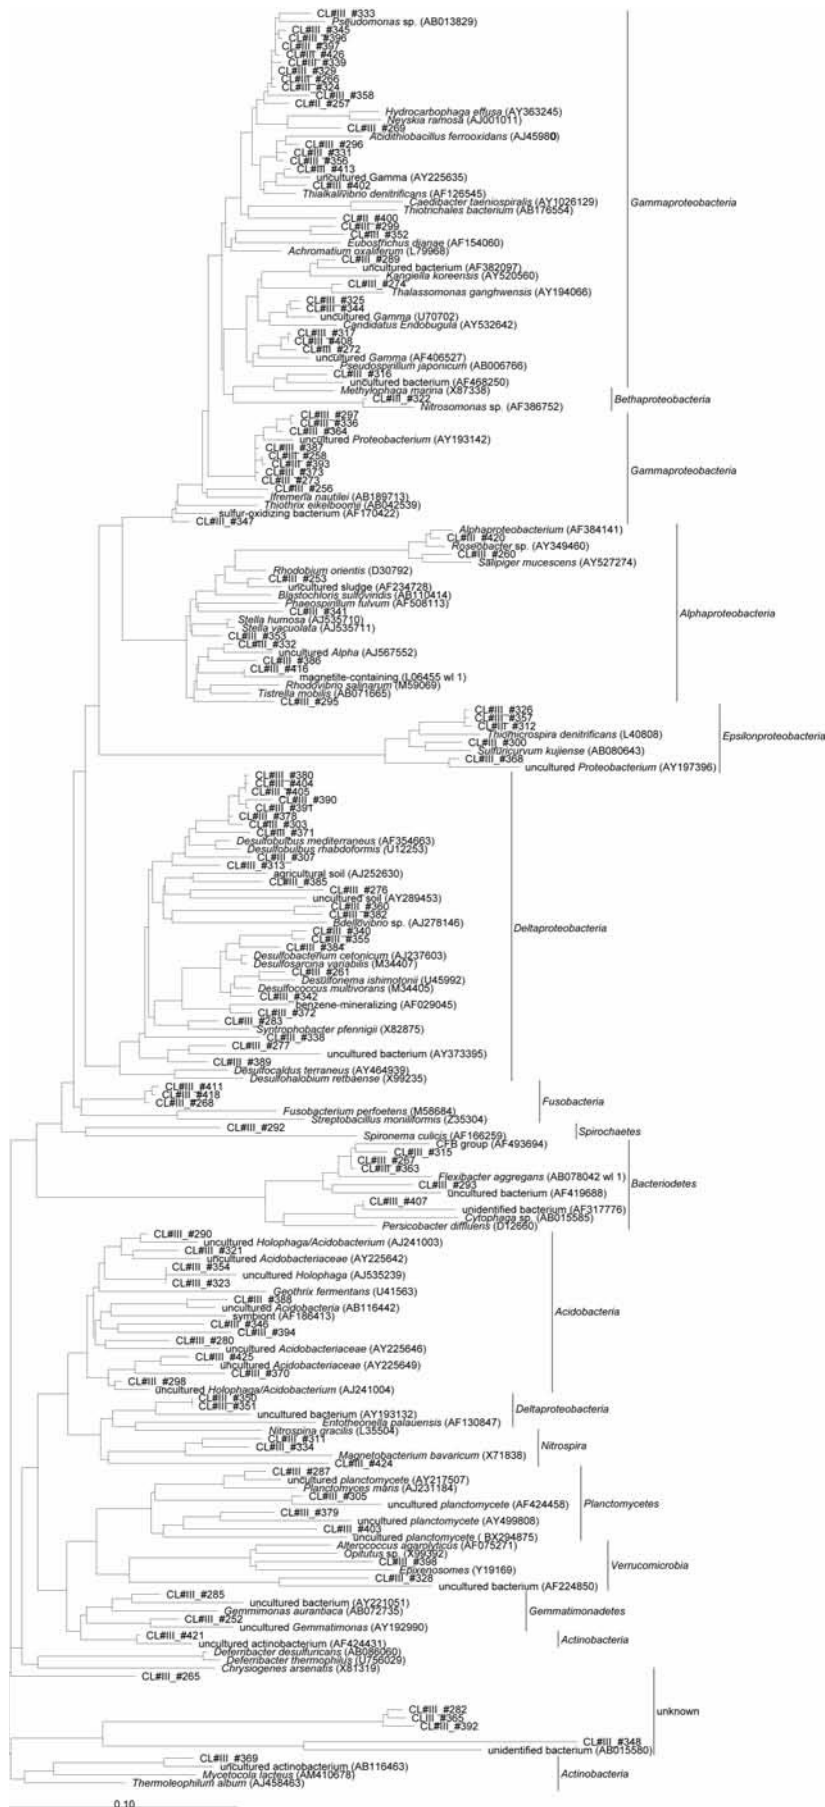 CL#III_#333
Pseudomonas sp. (AB013829)
CL#III_#345
CL#III_#396
CL#III_#397
CL#III_#426
CL#III_#339
CL#III_#329
CL#III_#266
CL#III_#324
CL#III_#358
CL#II_#257
Hydrocarbophaga effusa (AY363245)
Nevskia ramosa (AJ001011)
CL#III_#269
Acidithiobacillus ferrooxidans (AJ45980)
CL#III_#296
CL#III_#331
CL#III_#356
CL#III_#413
uncultured Gamma (AY225635)
CL#III_#402
Thialkalivibrio denitrificans (AF126545)
Caedibacter taeniospiralis (AY1026129)
Thiotrichales bacterium (AB176554)
Gammaproteobacteria
CL#II_#400
CL#III_#299
CL#III_#352
Eubostrichus dianae (AF154060)
Achromatium oxaliferum (L79968)
CL#III_#289
uncultured bacterium (AF382097)
Kangiella koreensis (AY520560)
CL#III_#274
Thalassomonas ganghwensis (AY194066)
CL#III_#325
CL#III_#344
uncultured Gamma (U70702)
Candidatus Endobugula (AY532642)
CL#III_#317
CL#III_#408
CL#III_#272
uncultured Gamma (AF406527)
Pseudospirillum japonicum (AB006766)
CL#III_#316
uncultured bacterium (AF468250)
Methylophaga marina (X87338)
CL#III_#322
Bethaproteobacteria
Nitrosomonas sp. (AF386752)
CL#III_#297
CL#III_#336
CL#III_#364
uncultured Proteobacterium (AY193142)
CL#III_#387
CL#III_#258
CL#III_#393
Gammaproteobacteria
CL#III_#373
CL#III_#273
CL#III_#256
Ifremeria nautilei (AB189713)
Thiothrix eikelboomii (AB042539)
sulfur-oxidizing bacterium (AF170422)
CL#III_#347
Alphaproteobacterium (AF384141)
CL#III_#420
Roseobacter sp. (AY349460)
CL#III_#260
Salipiger mucescens (AY527274)
Rhodobium orientis (D30792)
CL#III_#253
uncultured sludge (AF234728)
Blastochloris sulfoviridis (AB110414)
Phaeospirillum fulvum (AF508113)
CL#III_#341
Alphaproteobacteria
Stella humosa (AJ535710)
Stella vacuolata (AJ535711)
CL#III_#353
CL#III_#332
uncultured Alpha (AJ567552)
CL#III_#386
CL#III_#416
magnetite-containing (L06455 wl 1)
Rhodovibrio salinarum (M59069)
Tistrella mobilis (AB071665)
CL#III_#295
CL#III_#326
CL#III_#357
CL#III_#312
Thiomicrospira denitrificans (L40808)
Epsilonproteobacteria
CL#III_#300
Sulfuricurvum kujiense (AB080643)
CL#III_#368
uncultured Proteobacterium (AY197396)
CL#III_#380
CL#III_#404
CL#III_#405
CL#III_#390
CL#III_#391
CL#III_#378
CL#III_#303
CL#III_#371
Desulfobulbus mediterraneus (AF354663)
Desulfobulbus rhabdoformis (U12253)
CL#III_#307
CL#III_#313
agricultural soil (AJ252630)
CL#III_#385
CL#III_#276
uncultured soil (AY289453)
CL#III_#360
CL#III_#382
Bdellovibrio sp. (AJ278146)
Deltaproteobacteria
CL#III_#340
CL#III_#355
CL#III_#384
Desulfobacterium cetonicum (AJ237603)
Desulfosarcina variabilis (M34407)
CL#III_#261
Desulfonema ishimotonii (U45992)
Desulfococcus multivorans (M34405)
CL#III_#342
benzene-mineralizing (AF029045)
CL#III_#372
CL#III_#283
Syntrophobacter pfennigii (X82875)
CL#III_#338
CL#III_#277
uncultured bacterium (AY373395)
CL#III_#389
Desulfocaldus terraneus (AY464939)
Desulfohalobium retbaense (X99235)
CL#III_#411
CL#III_#418
CL#III_#268
Fusobacteria
Fusobacterium perfoetens (M58684)
Streptobacillus moniliformis (Z35304)
CL#III_#292
Spirochaetes
Spironema culicis (AF166259)
CFB group (AF493694)
CL#III_#315
CL#III_#267
CL#III_#363
Flexibacter aggregans (AB078042 wl 1)
Bacteriodetes
CL#III_#293
uncultured bacterium (AF419688)
CL#III_#407
unidentified bacterium (AF317776)
Cytophaga sp. (AB015585)
Persicobacter diffluens (D12660)
CL#III_#290
uncultured Holophaga/Acidobacterium (AJ241003)
CL#III_#321
uncultured Acidobacteriaceae (AY225642)
CL#III_#354
uncultured Holophaga (AJ535239)
CL#III_#323
Geothrix fermentans (U41563)
CL#III_#388
uncultured Acidobacteria (AB116442)
Acidobacteria
symbiont (AF186413)
CL#III_#346
CL#III_#394
CL#III_#280
uncultured Acidobacteriaceae (AY225646)
CL#III_#425
uncultured Acidobacteriaceae (AY225649)
CL#III_#370
CL#III_#298
uncultured Holophaga/Acidobacterium (AJ241004)
CL#III_#350
CL#III_#351
Deltaproteobacteria
uncultured bacterium (AY193132)
Entotheonella palauensis (AF130847)
Nitrospina gracilis (L35504)
CL#III_#311
CL#III_#334
Nitrospira
Magnetobacterium bavaricum (X71838)
CL#III_#424
CL#III_#287
uncultured planctomycete (AY217507)
Planctomyces maris (AJ231184)
CL#III_#305
uncultured planctomycete (AF424458)
Planctomycetes
CL#III_#379
uncultured planctomycete (AY499808)
CL#III_#403
uncultured planctomycete ( BX294875)
Alterococcus agarolyticus (AF075271)
Opitutus sp. (X99392)
CL#III_#398
Verrucomicrobia
Epixenosomes (Y19169)
CL#III_#328
uncultured bacterium (AF224850)
CL#III_#285
uncultured bacterium (AY221051)
Gemmimonas aurantiaca (AB072735)
Gemmatimonadetes
CL#III_#252
uncultured Gemmatimonas (AY192990)
CL#III_#421
Actinobacteria
uncultured actinobacterium (AF424431)
Deferribacter desulfuricans (AB086060)
Deferribacter thermophilus (U756029)
Chrysiogenes arsenatis (X81319)
CL#III_#265
unknown
CL#III_#282
CLIII_#365
CL#III_#392
CL#III_#348
unidentified bacterium (AB015580)
CL#III_#369
uncultured actinobacterium (AB116463)
Actinobacteria
Mycetocola lacteus (AM410678)
Thermoleophilum album (AJ458463)
0.10